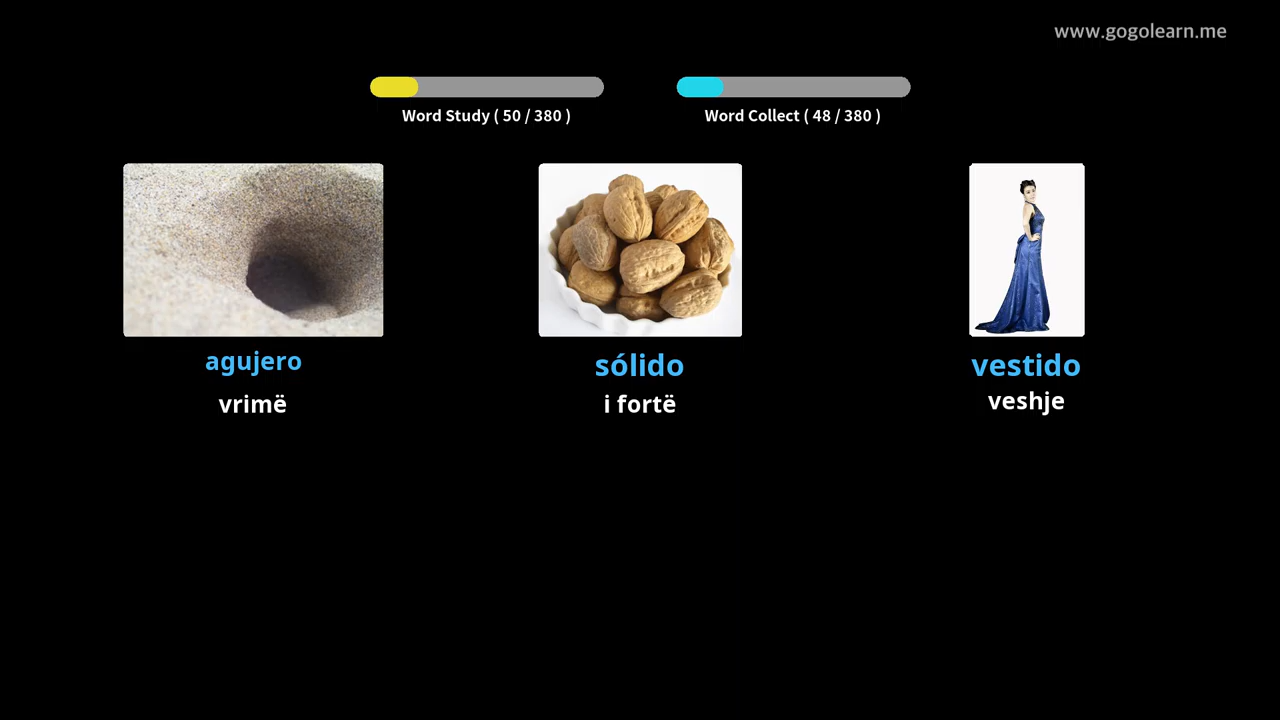 www.gogolearn.me
Word Study ( 50 / 380 )
Word Collect ( 48 / 380 )
agujero
sólido
vestido
vrimë
i fortë
veshje